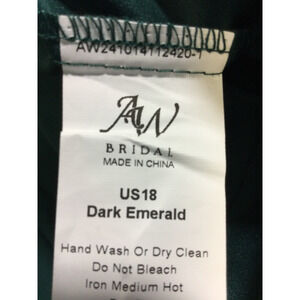 AW241014112420-1
AW
BRIDAL
MADE IN CHINA
US18
Dark Emerald
Hand Wash Or Dry Clean
Do Not Bleach
Iron Medium Hot